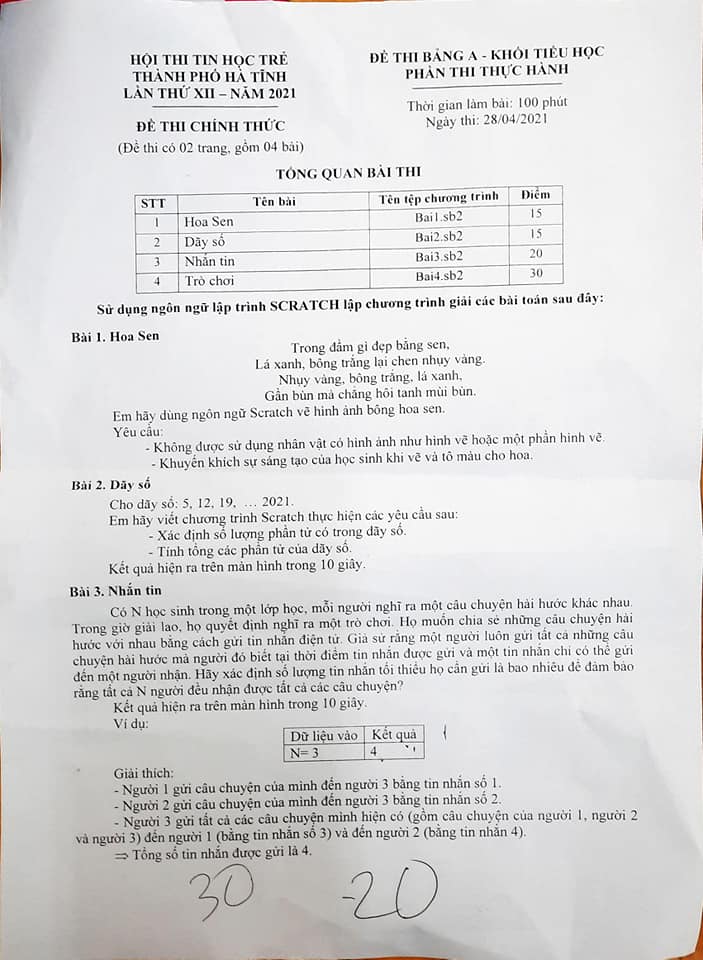 HỘI THI TIN HỌC TRẺ
THÀNH PHỐ HÀ TĨNH
LẦN THỨ XII – NĂM 2021
ĐỀ THI CHÍNH THỨC
(Đề thi có 02 trang, gồm 04 bài)
ĐỀ THI BẢNG A - KHỐI TIỂU HỌC
PHẦN THI THỰC HÀNH
Thời gian làm bài: 100 phút
Ngày thi: 28/04/2021
TỔNG QUAN BÀI THI
STT Tên bài Tên tệp chương trình Điểm
1 Hoa Sen Bai1.sb2 15
2 Dãy số Bai2.sb2 15
3 Nhắn tin Bai3.sb2 20
4 Trò chơi Bai4.sb2 30
Sử dụng ngôn ngữ lập trình SCRATCH lập chương trình giải các bài toán sau đây:
Bài 1. Hoa Sen
Trong đầm gì đẹp bằng sen,
Lá xanh, bông trắng lại chen nhụy vàng.
Nhụy vàng, bông trắng, lá xanh,
Gần bùn mà chẳng hôi tanh mùi bùn.
Em hãy dùng ngôn ngữ Scratch vẽ hình ảnh bông hoa sen.
Yêu cầu:
- Không được sử dụng nhân vật có hình ảnh như hình vẽ hoặc một phần hình vẽ.
- Khuyến khích sự sáng tạo của học sinh khi vẽ và tô màu cho hoa.
Bài 2. Dãy số
Cho dãy số: 5, 12, 19, … 2021.
Em hãy viết chương trình Scratch thực hiện các yêu cầu sau:
- Xác định số lượng phần tử có trong dãy số.
- Tính tổng các phần tử của dãy số.
Kết quả hiện ra trên màn hình trong 10 giây.
Bài 3. Nhắn tin
Có N học sinh trong một lớp học, mỗi người nghĩ ra một câu chuyện hài hước khác nhau.
Trong giờ giải lao, họ quyết định nghĩ ra một trò chơi. Họ muốn chia sẻ những câu chuyện hài
hước với nhau bằng cách gửi tin nhắn điện tử. Giả sử rằng một người luôn gửi tất cả những câu
chuyện hài hước mà người đó biết tại thời điểm tin nhắn được gửi và một tin nhắn chỉ có thể gửi
đến một người nhận. Hãy xác định số lượng tin nhắn tối thiểu họ cần gửi là bao nhiêu để đảm bảo
rằng tất cả N người đều nhận được tất cả các câu chuyện?
Kết quả hiện ra trên màn hình trong 10 giây.
Ví dụ:
Dữ liệu vào Kết quả
N= 3 4
Giải thích:
- Người 1 gửi câu chuyện của mình đến người 3 bằng tin nhắn số 1.
- Người 2 gửi câu chuyện của mình đến người 3 bằng tin nhắn số 2.
- Người 3 gửi tất cả các câu chuyện mình hiện có (gồm câu chuyện của người 1, người 2
và người 3) đến người 1 (bằng tin nhắn số 3) và đến người 2 (bằng tin nhắn 4).
⇒ Tổng số tin nhắn được gửi là 4.
30 -20